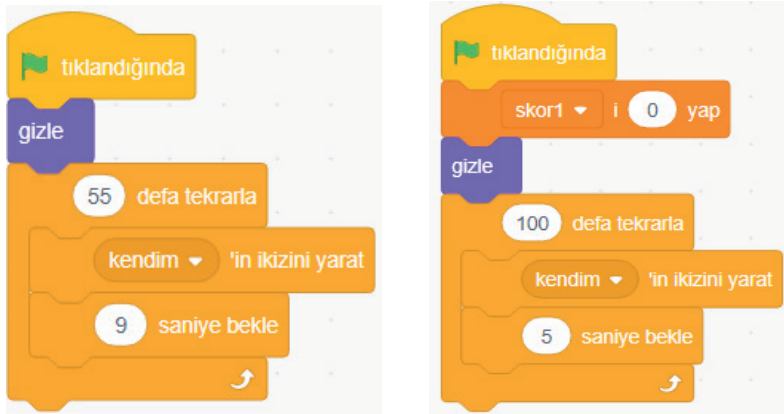 tıklandığında
gizle
55 defa tekrarla
kendim 'in ikizini yarat
9 saniye bekle
tıklandığında
skor1 i 0 yap
gizle
100 defa tekrarla
kendim 'in ikizini yarat
5 saniye bekle